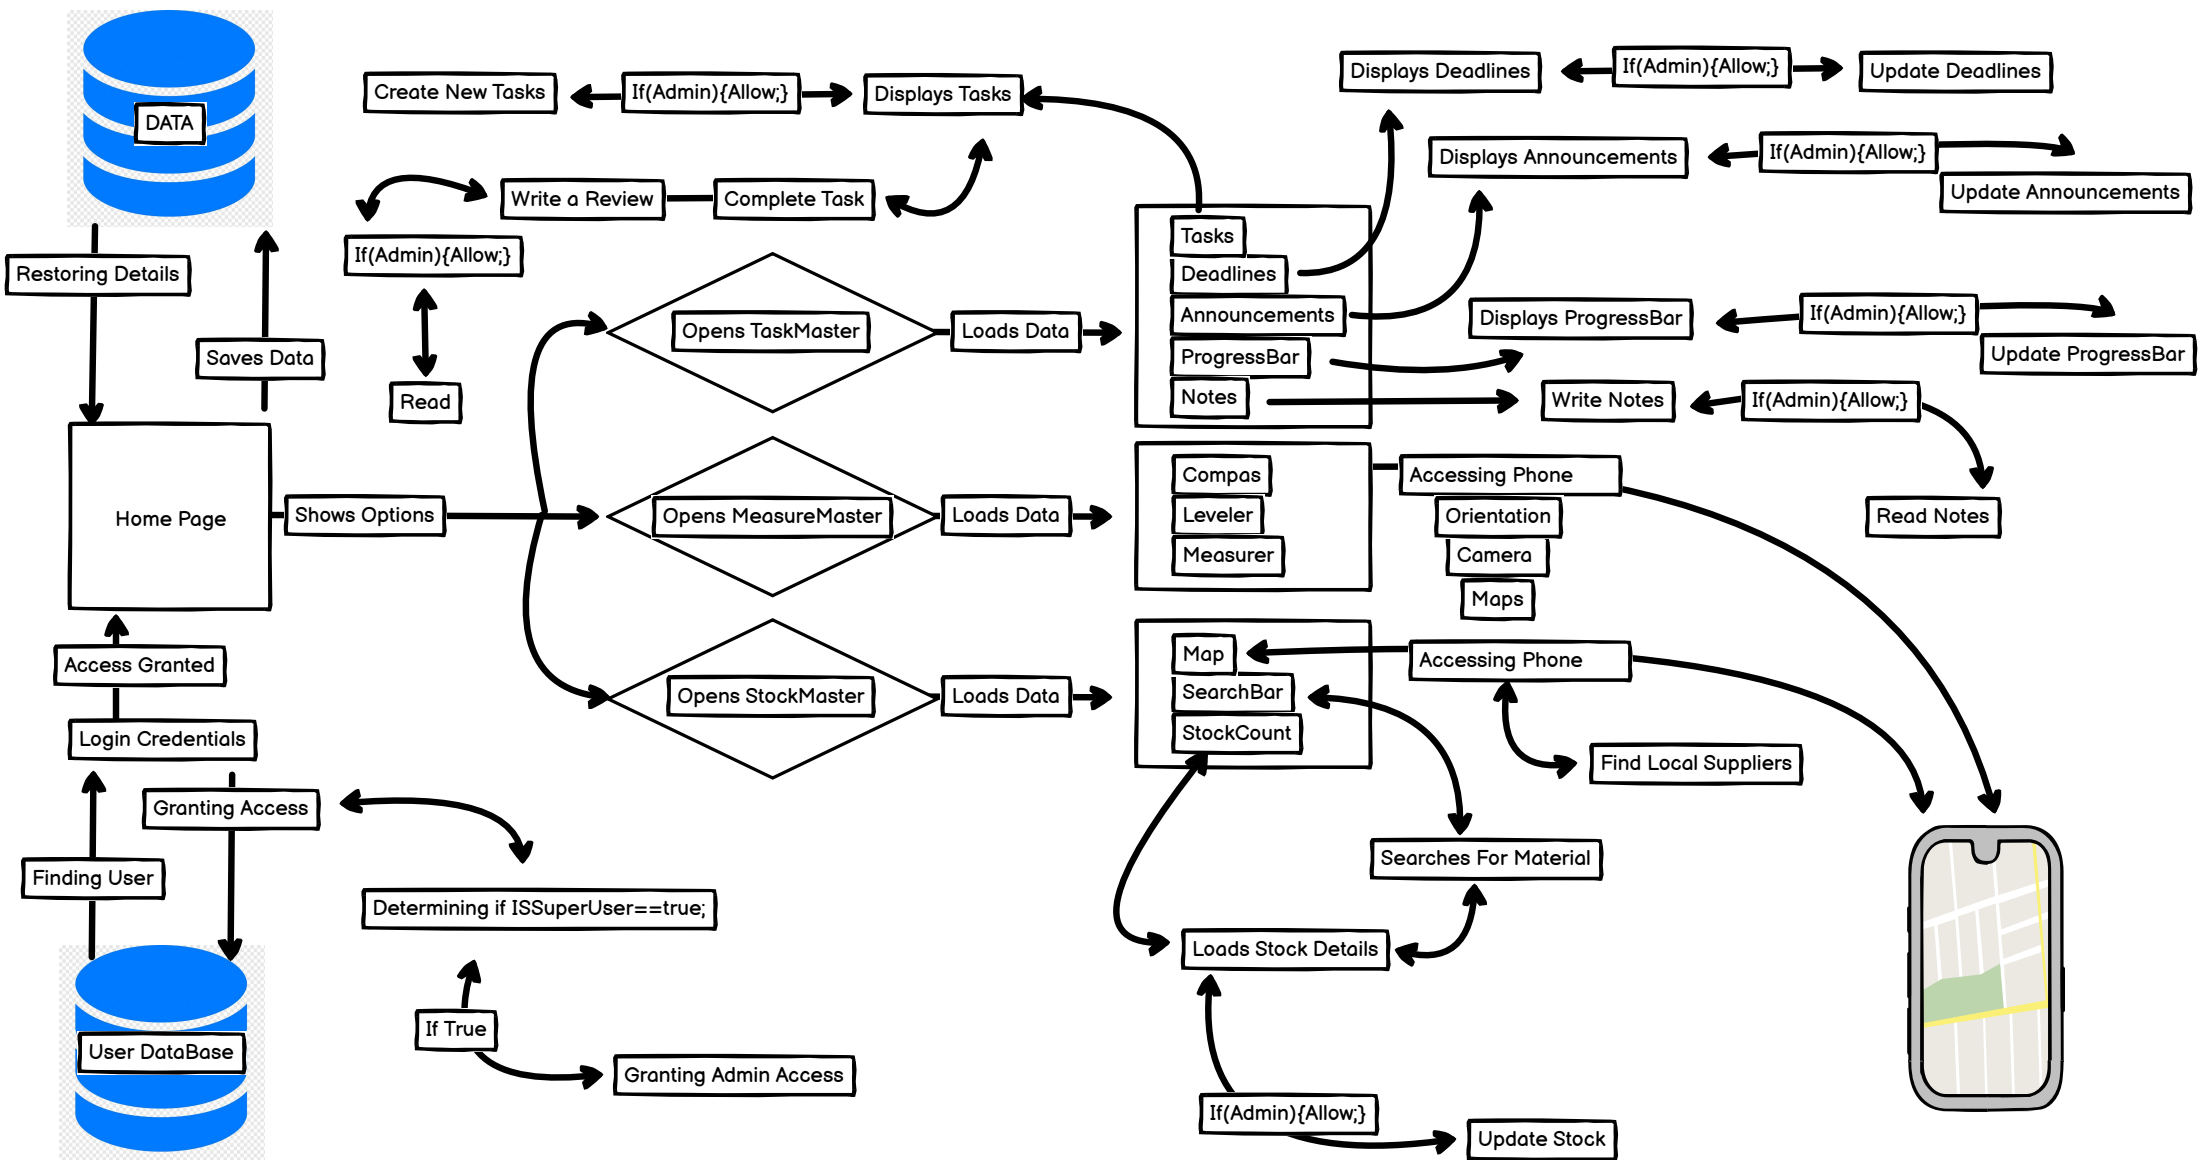 DATA
Restoring Details
Saves Data
Home Page
Access Granted
Login Credentials
Granting Access
Finding User
User DataBase
Determining if ISSuperUser==true;
If True
Granting Admin Access
Shows Options
Create New Tasks
If(Admin){Allow;}
Displays Tasks
Write a Review
Complete Task
If(Admin){Allow;}
Read
Opens TaskMaster
Loads Data
Opens MeasureMaster
Loads Data
Opens StockMaster
Loads Data
Tasks
Deadlines
Announcements
ProgressBar
Notes
Displays Deadlines
If(Admin){Allow;}
Update Deadlines
Displays Announcements
If(Admin){Allow;}
Update Announcements
Displays ProgressBar
If(Admin){Allow;}
Update ProgressBar
Write Notes
If(Admin){Allow;}
Read Notes
Compas
Leveler
Measurer
Accessing Phone
Orientation
Camera
Maps
Map
SearchBar
StockCount
Accessing Phone
Find Local Suppliers
Searches For Material
Loads Stock Details
If(Admin){Allow;}
Update Stock